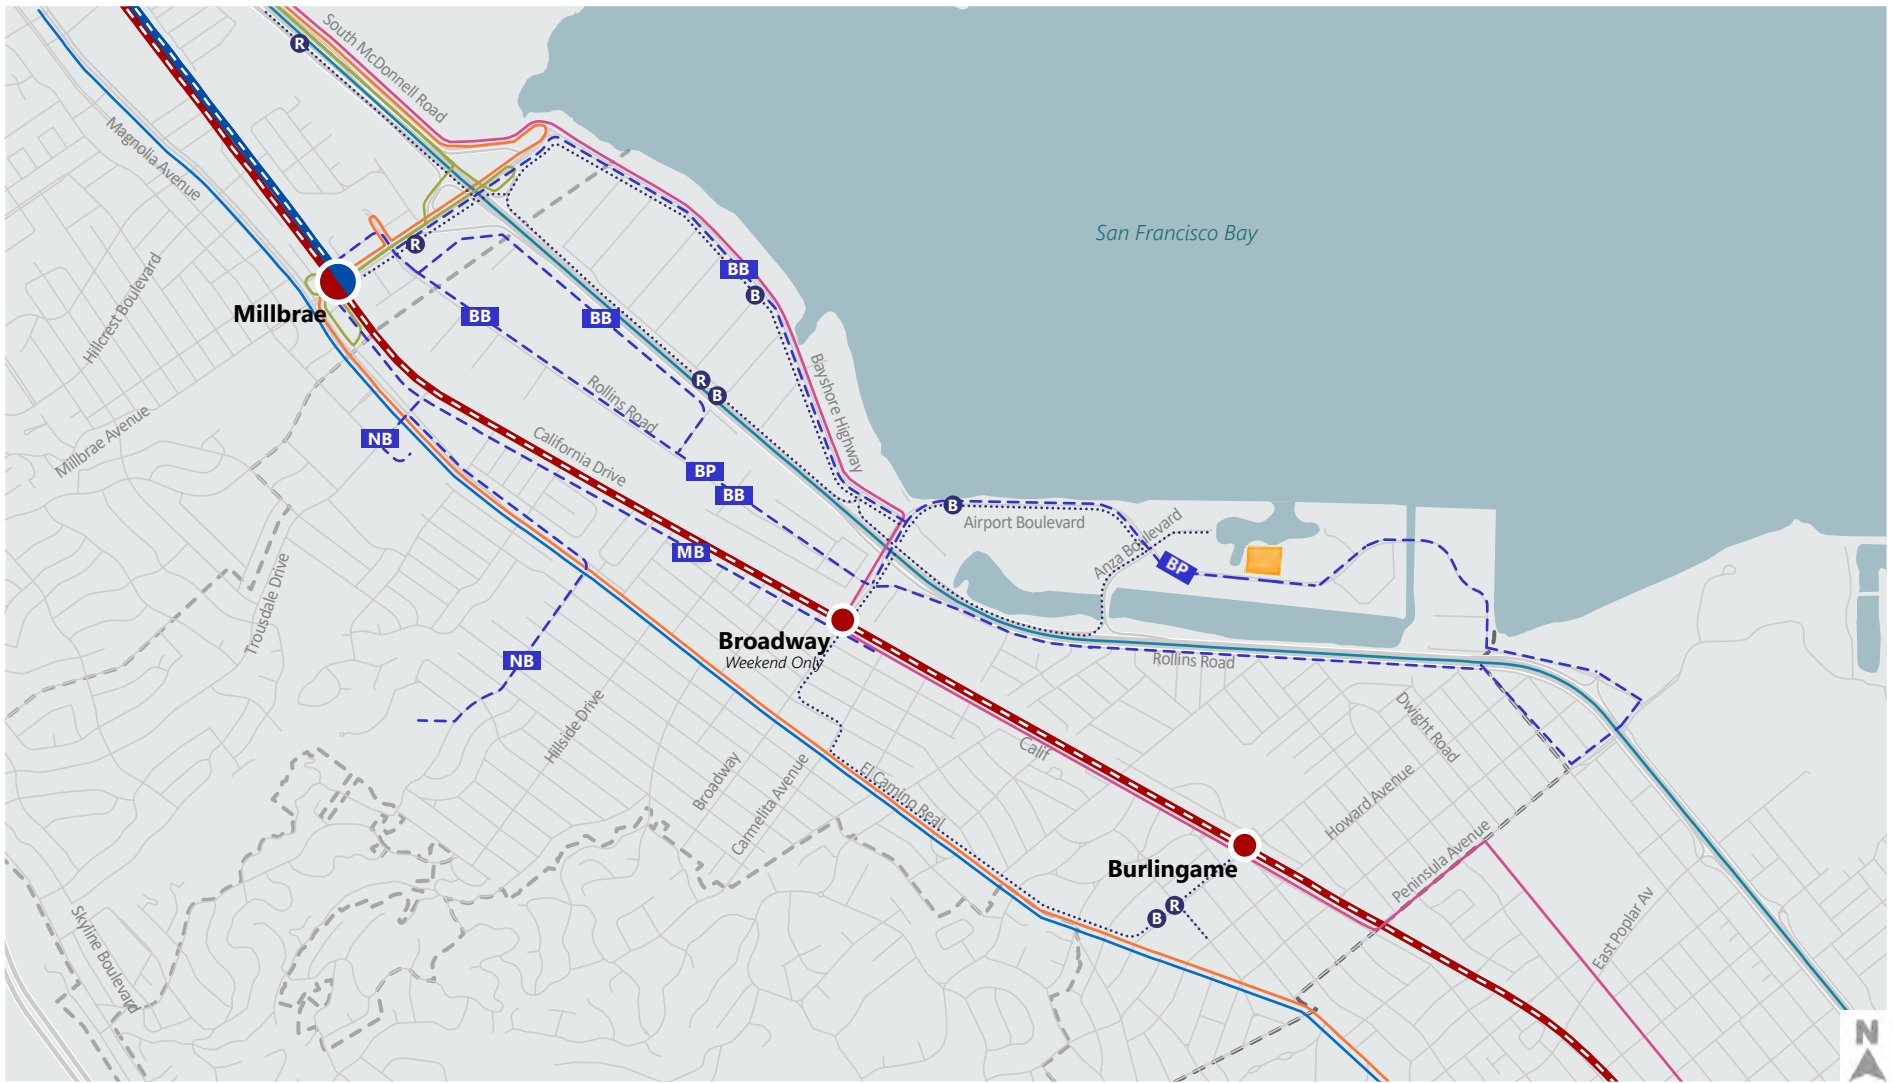 R
South McDonnell Road
Magnolia Avenue
San Francisco Bay
R
BB
B
Hillcrest Boulevard
Millbrae
BB
BB
Bayshore Highway
R
B
Rollins Road
Millbrae Avenue
NB
California Drive
BP
BB
B
Airport Boulevard
Anza Boulevard
MB
BP
Trousdale Drive
Broadway
Weekend Only
NB
Rollins Road
Hillside Drive
Dwight Road
Calif
Broadway
Carmelita Avenue
El Camino Real
Howard Avenue
Peninsula Avenue
Burlingame
R
B
East Poplar Av
Skyline Boulevard
N